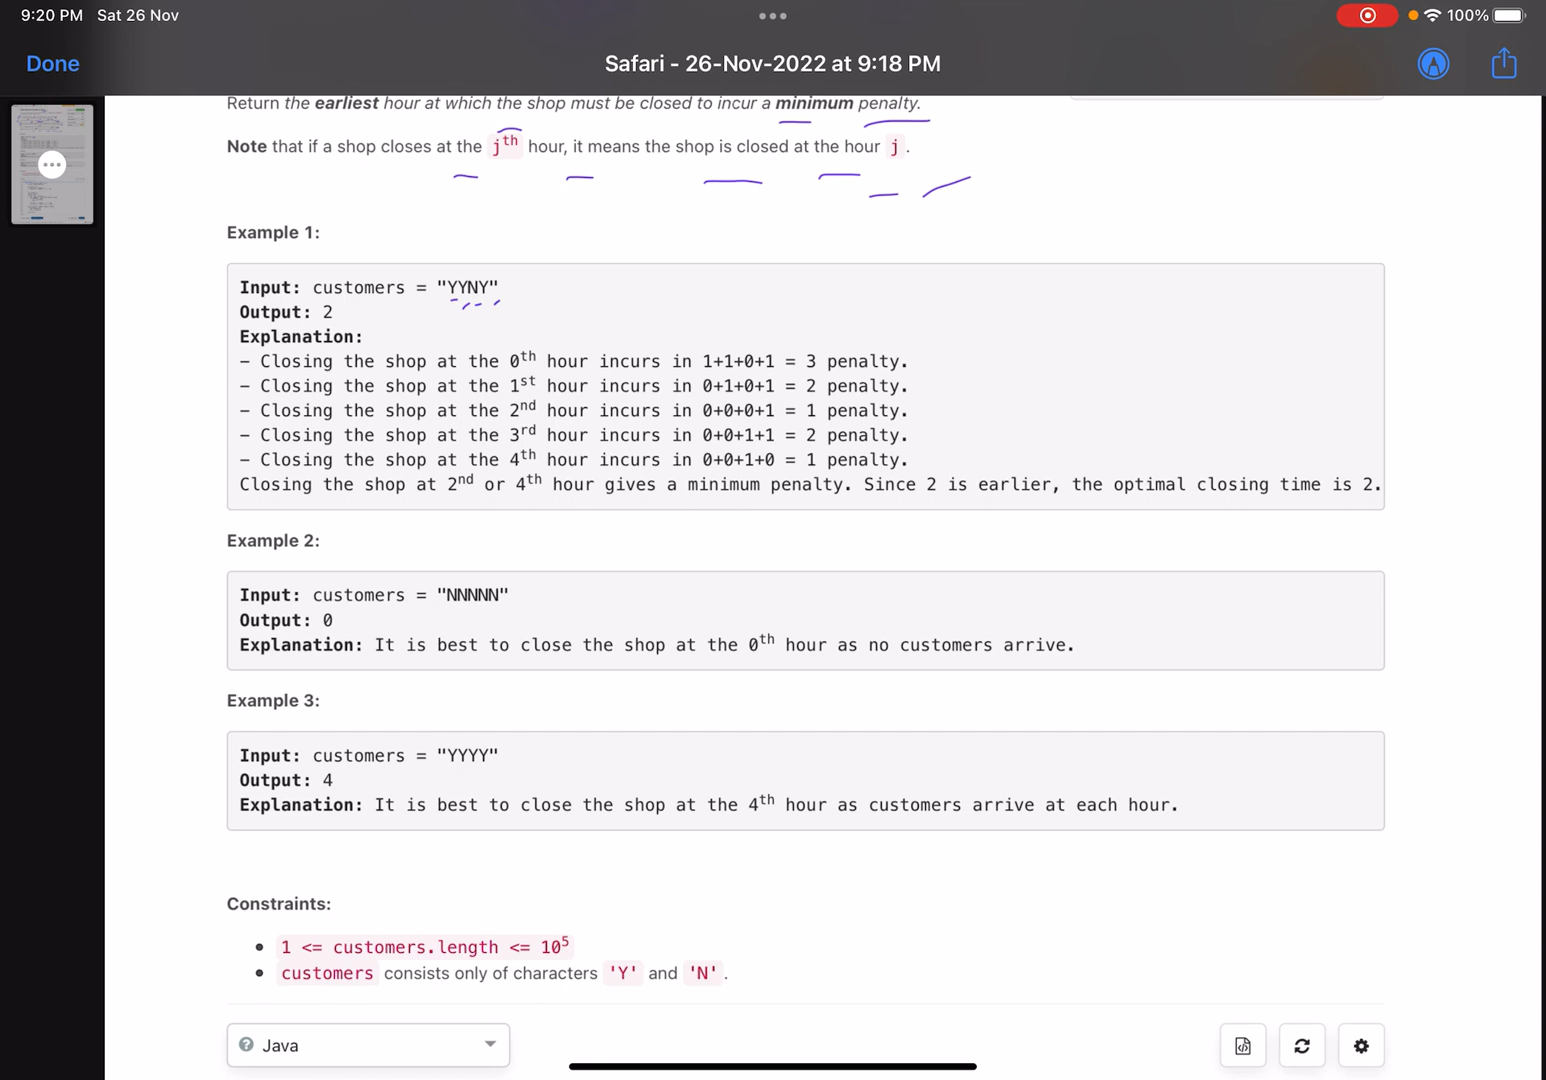 9:20 PM Sat 26 Nov
100%
Done
Safari - 26-Nov-2022 at 9:18 PM
Return the earliest hour at which the shop must be closed to incur a minimum penalty.
Note that if a shop closes at the jth hour, it means the shop is closed at the hour j.
Example 1:
Input: customers = "YYNY"
Output: 2
Explanation:
- Closing the shop at the 0th hour incurs in 1+1+0+1 = 3 penalty.
- Closing the shop at the 1st hour incurs in 0+1+0+1 = 2 penalty.
- Closing the shop at the 2nd hour incurs in 0+0+0+1 = 1 penalty.
- Closing the shop at the 3rd hour incurs in 0+0+1+1 = 2 penalty.
- Closing the shop at the 4th hour incurs in 0+0+1+0 = 1 penalty.
Closing the shop at 2nd or 4th hour gives a minimum penalty. Since 2 is earlier, the optimal closing time is 2.
Example 2:
Input: customers = "NNNNN"
Output: 0
Explanation: It is best to close the shop at the 0th hour as no customers arrive.
Example 3:
Input: customers = "YYYY"
Output: 4
Explanation: It is best to close the shop at the 4th hour as customers arrive at each hour.
Constraints:
• 1 <= customers.length <= 10⁵
• customers consists only of characters 'Y' and 'N'.
Java